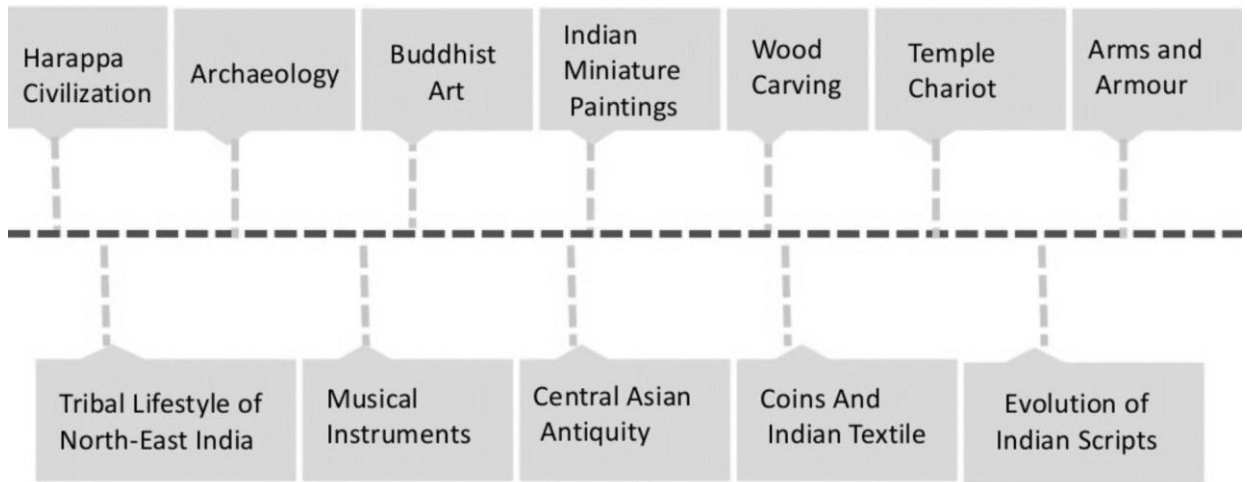 Harappa
Civilization
Archaeology
Buddhist
Art
Indian
Miniature
Paintings
Wood
Carving
Temple
Chariot
Arms and
Armour
Tribal Lifestyle of
North-East India
Musical
Instruments
Central Asian
Antiquity
Coins And
Indian Textile
Evolution of
Indian Scripts